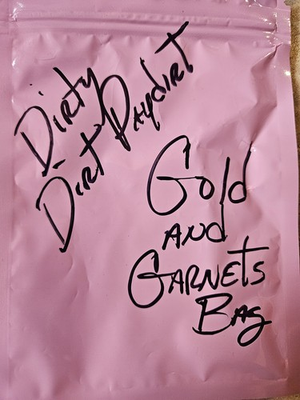 Dirty
Dirt Paydirt
Gold
AND
GARNETS
BAG